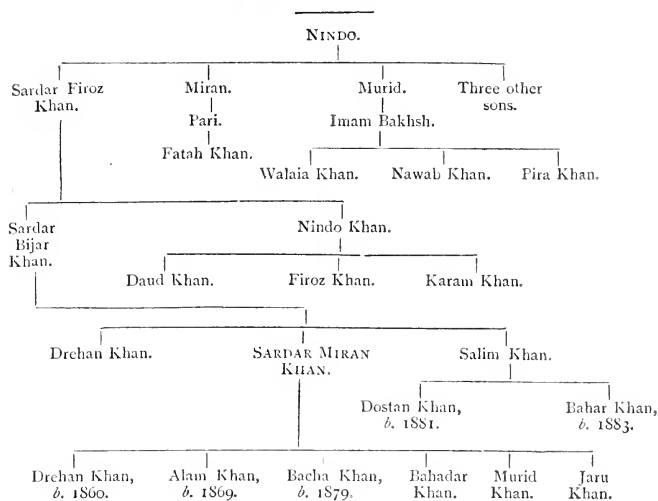 NINDO.
Sardar Firoz Khan.
Miran.
Murid.
Three other sons.
Pari.
Imam Bakhsh.
Fatah Khan.
Walaia Khan.
Nawab Khan.
Pira Khan.
Sardar Bijar Khan.
Nindo Khan.
Daud Khan.
Firoz Khan.
Karam Khan.
Drehan Khan.
SARDAR MIRAN KHAN.
Salim Khan.
Dostan Khan, b. 1881.
Bahar Khan, b. 1883.
Drehan Khan, b. 1860.
Alam Khan, b. 1869.
Bacha Khan, b. 1879.
Bahadar Khan.
Murid Khan.
Jaru Khan.